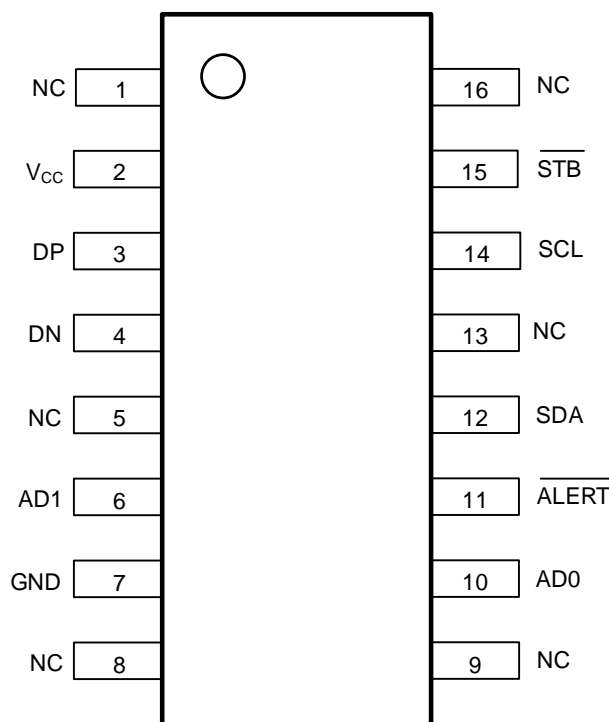 NC 1 16 NC
VCC 2 15 STB
DP 3 14 SCL
DN 4 13 NC
NC 5 12 SDA
AD1 6 11 ALERT
GND 7 10 AD0
NC 8 9 NC